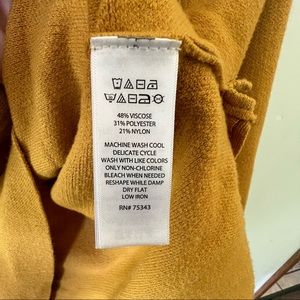 48% VISCOSE
31% POLYESTER
21% NYLON
MACHINE WASH COOL
DELICATE CYCLE
WASH WITH LIKE COLORS
ONLY NON-CHLORINE
BLEACH WHEN NEEDED
RESHAPE WHILE DAMP
DRY FLAT
LOW IRON
RN# 75343